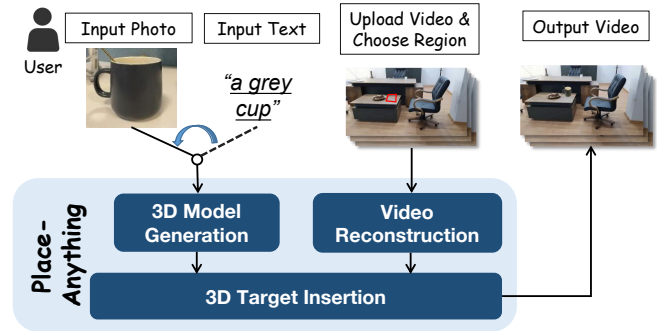 User
Input Photo
Input Text
Upload Video &
Choose Region
Output Video
“a grey
cup”
Place-
Anything
3D Model
Generation
Video
Reconstruction
3D Target Insertion